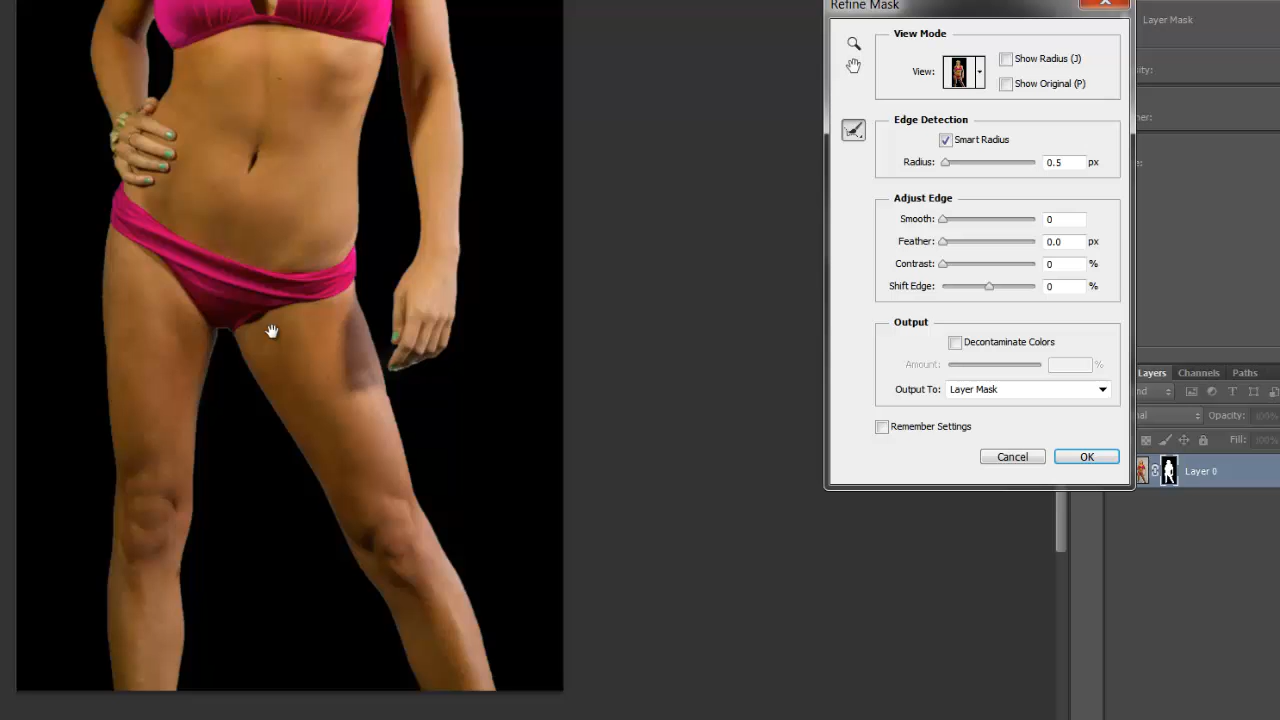 Refine Mask
View Mode
View:
Show Radius (J)
Show Original (P)
Edge Detection
Smart Radius
Radius: 0.5 px
Adjust Edge
Smooth: 0
Feather: 0.0 px
Contrast: 0 %
Shift Edge: 0 %
Output
Decontaminate Colors
Amount: %
Output To: Layer Mask
Remember Settings
Cancel OK
Layer Mask
Layers Channels Paths
Opacity: 100%
Fill: 100%
Layer 0